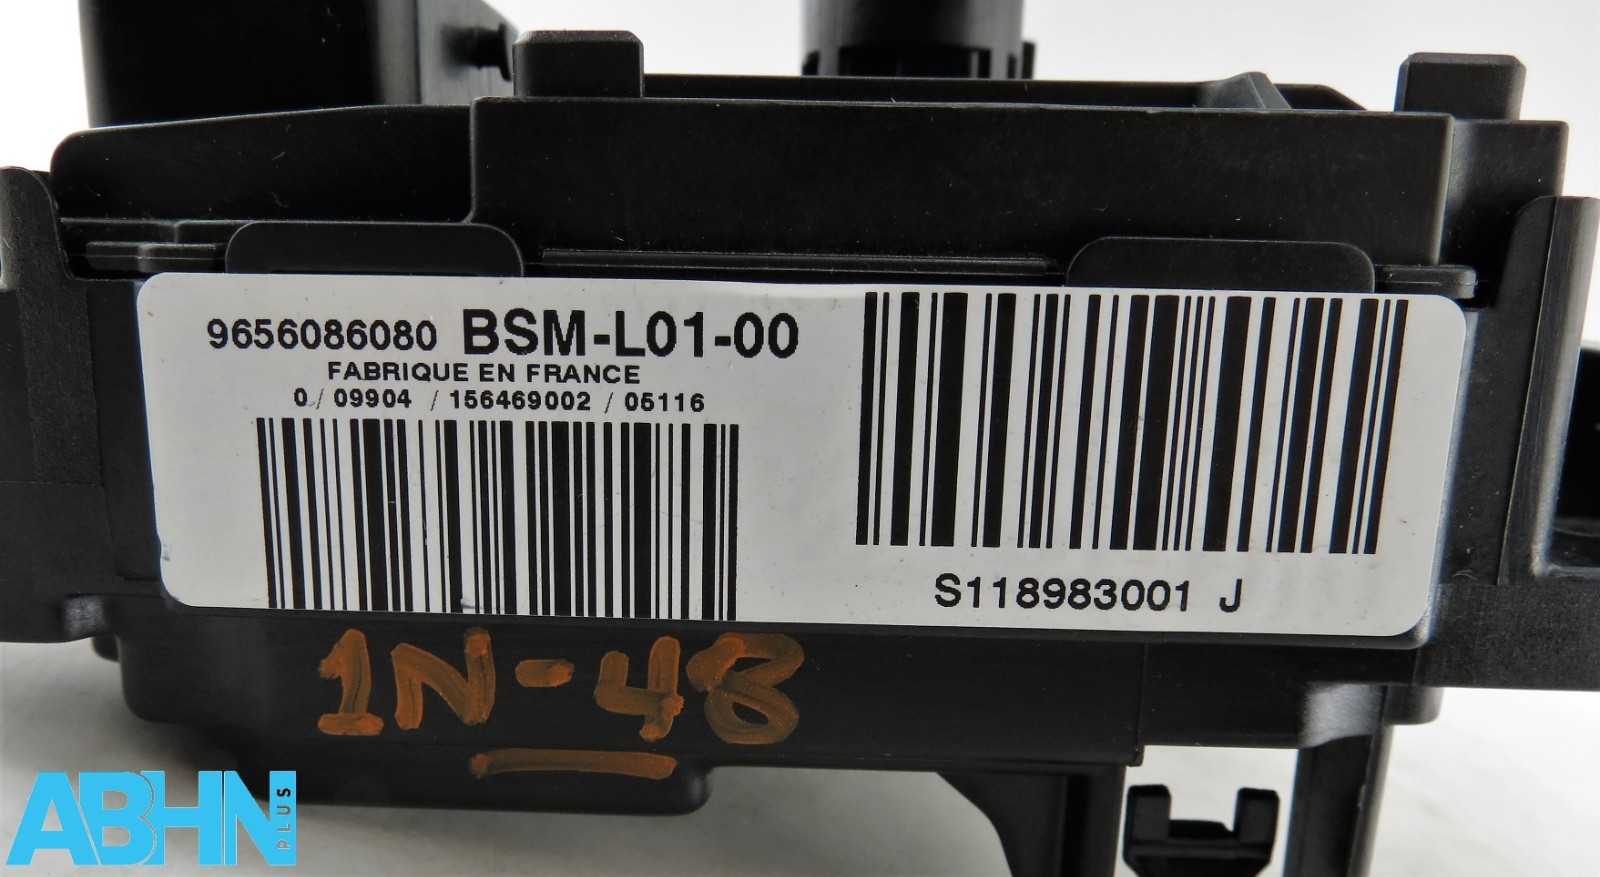 9656086080 BSM-L01-00
FABRIQUE EN FRANCE
0 / 09904 / 156469002 / 05116
S118983001 J
1N-48
ABHN PLUS